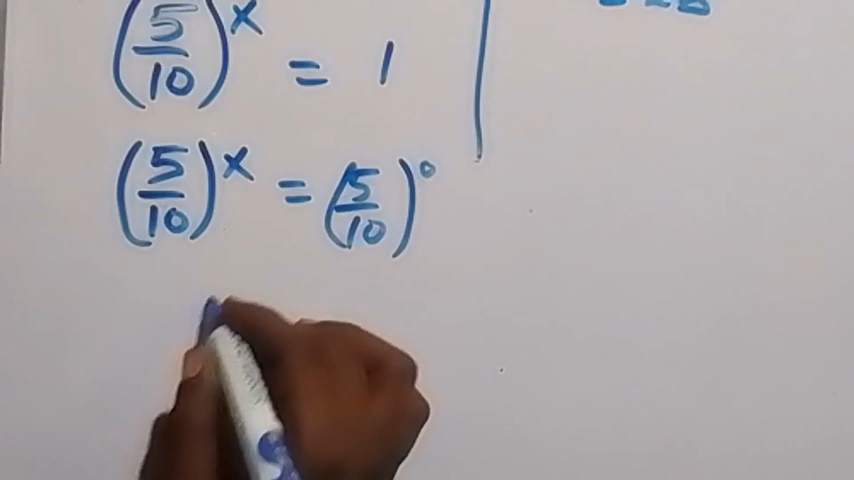 (5/10)^x = 1
(5/10)^x = (5/10)^0